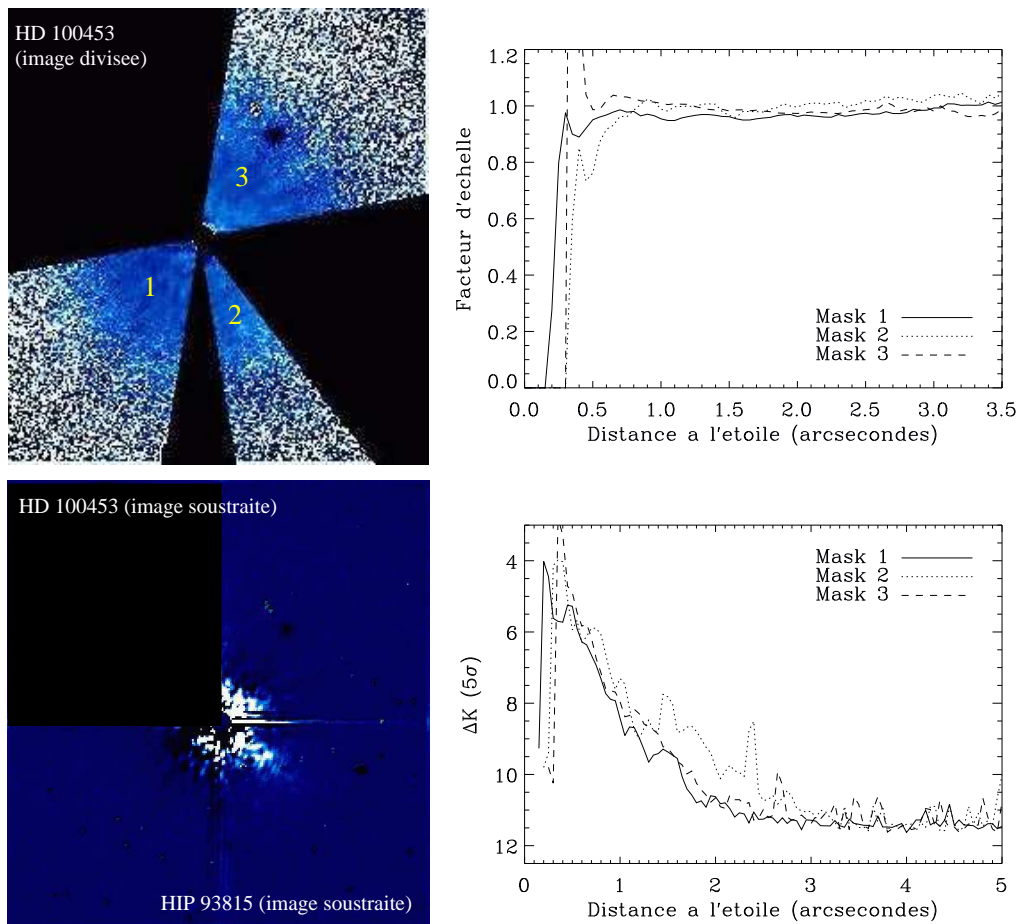 HD 100453
(image divisee)
3
1
2
1.2
1.0
0.8
0.6
0.4
0.2
0.0
Facteur d'echelle
Mask 1
Mask 2
Mask 3
0.0 0.5 1.0 1.5 2.0 2.5 3.0 3.5
Distance a l'etoile (arcsecondes)
HD 100453 (image soustraite)
HIP 93815 (image soustraite)
4
6
8
10
12
ΔK (5σ)
Mask 1
Mask 2
Mask 3
0 1 2 3 4 5
Distance a l'etoile (arcsecondes)